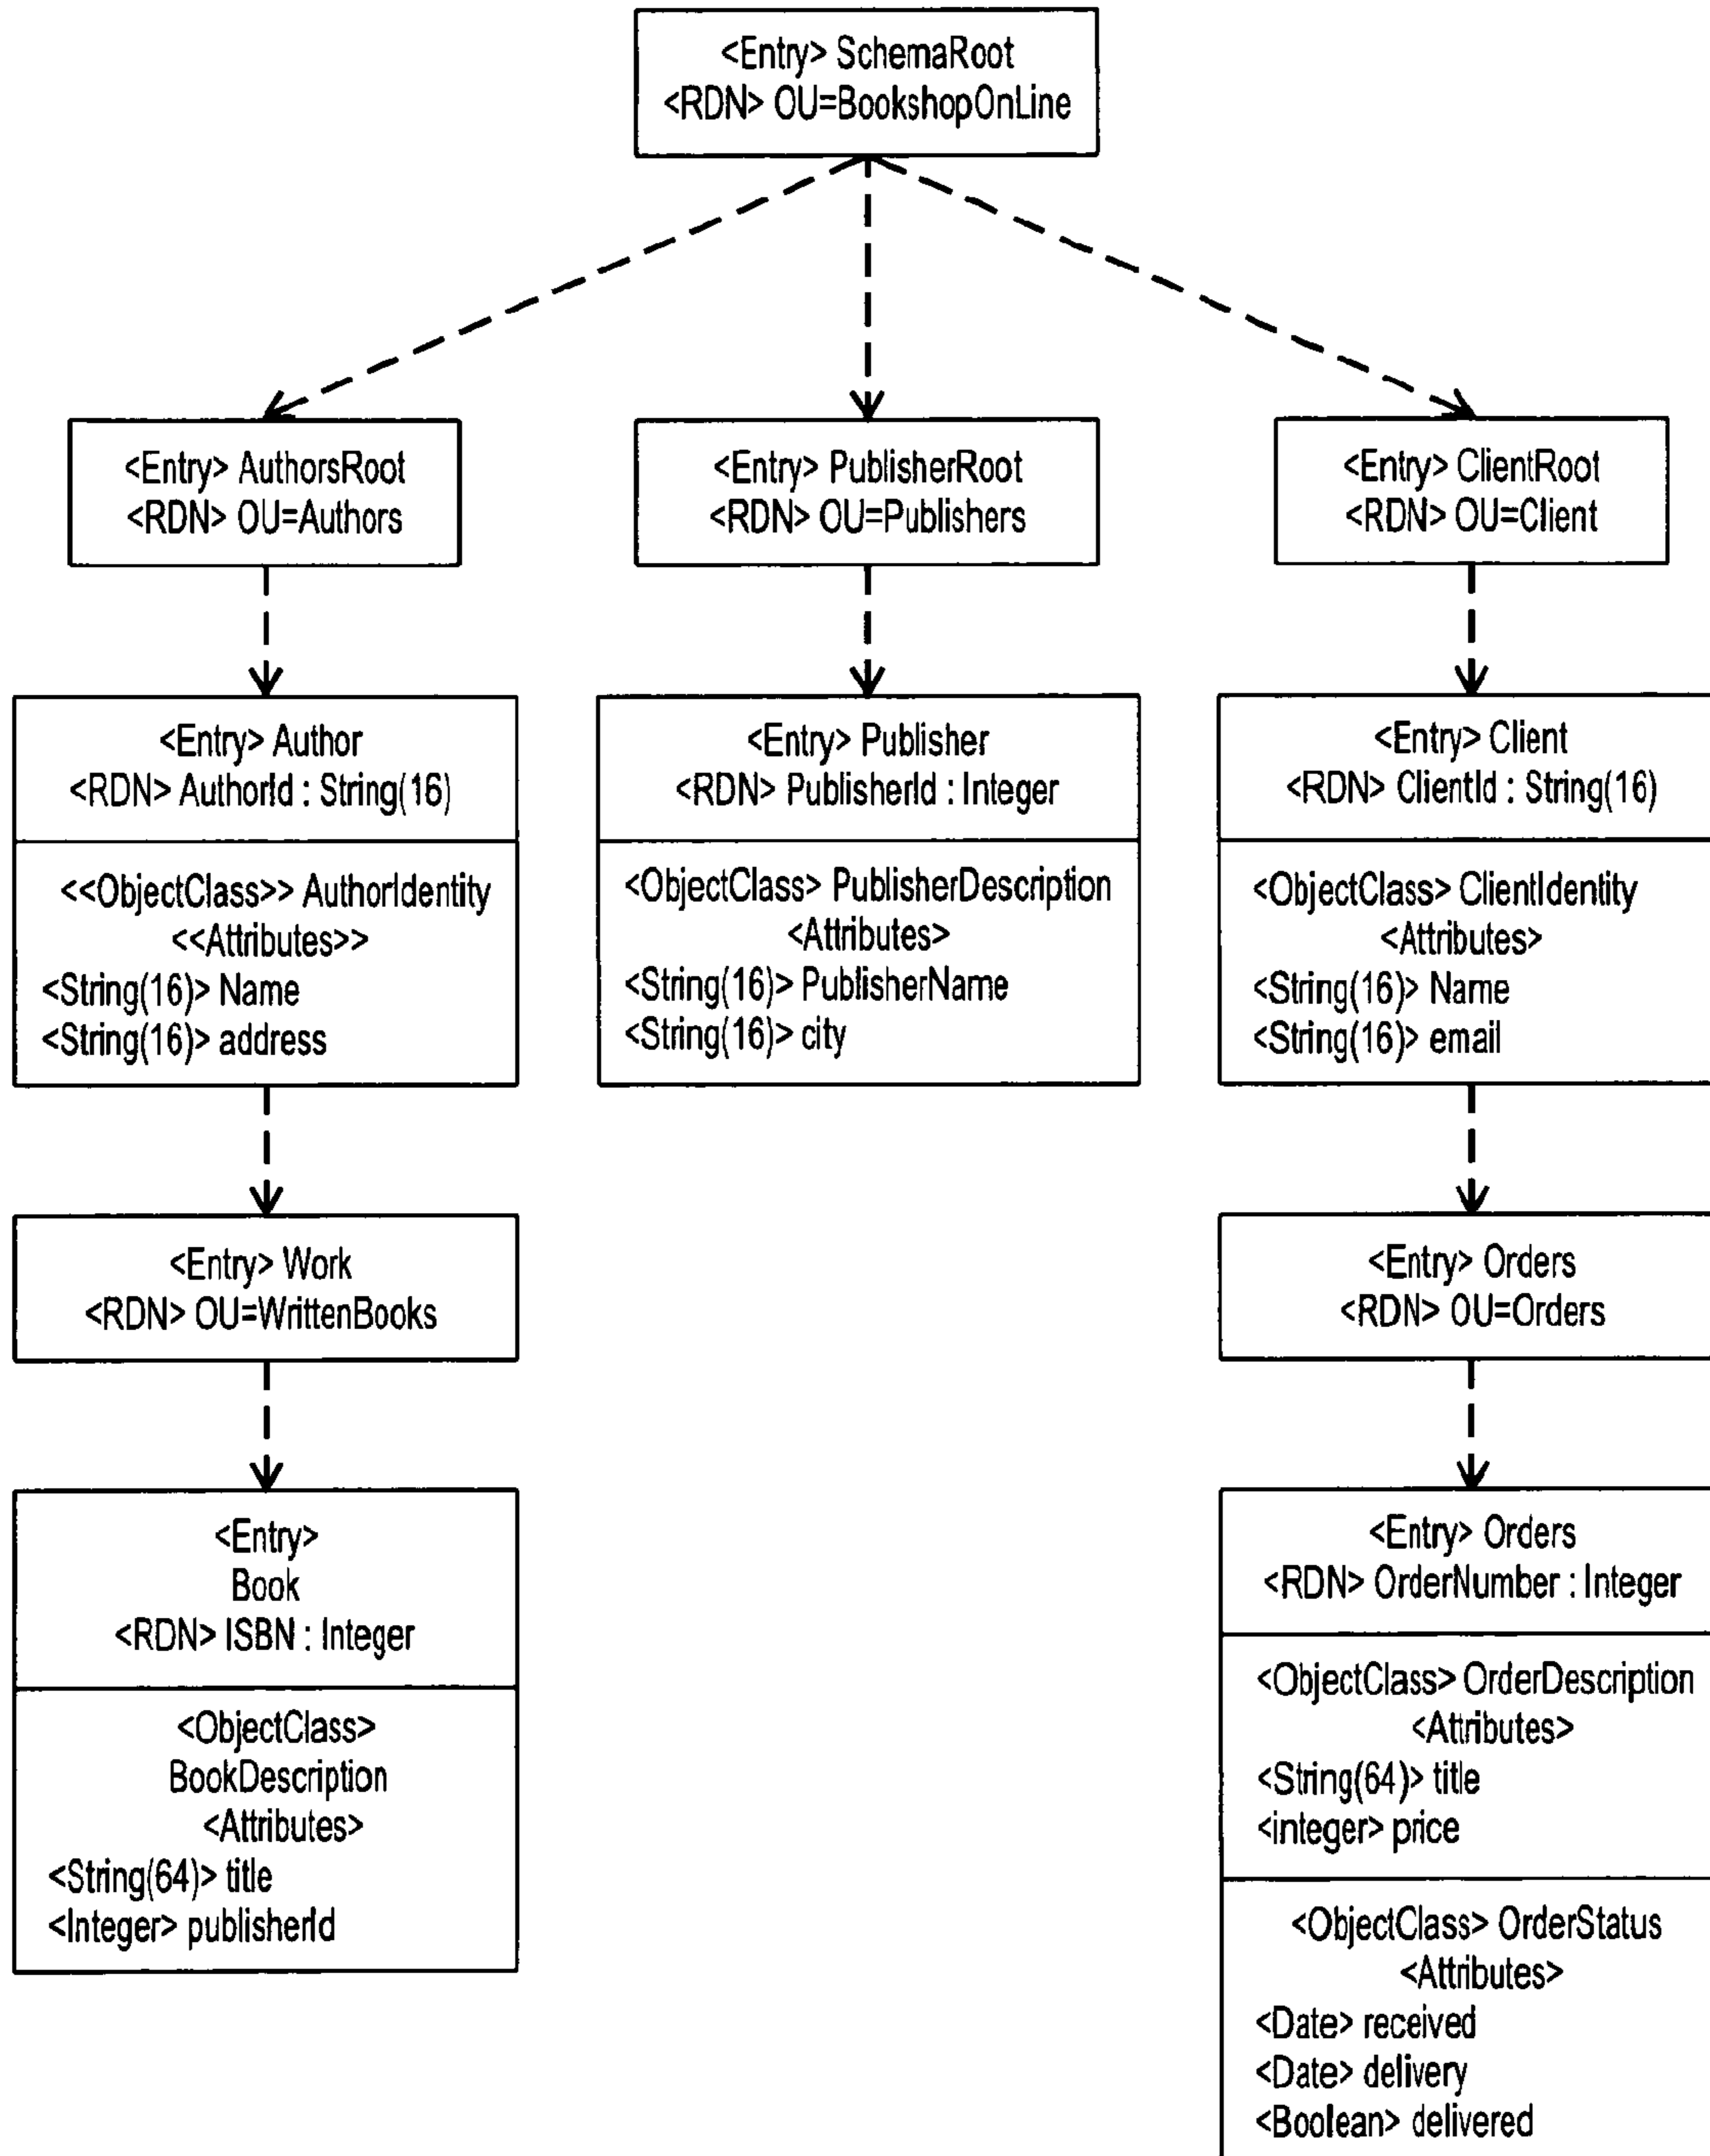 <Entry> SchemaRoot
<RDN> OU=BookshopOnLine
<Entry> AuthorsRoot
<RDN> OU=Authors
<Entry> PublisherRoot
<RDN> OU=Publishers
<Entry> ClientRoot
<RDN> OU=Client
<Entry> Author
<RDN> AuthorId : String(16)
<<ObjectClass>> AuthorIdentity
<<Attributes>>
<String(16)> Name
<String(16)> address
<Entry> Publisher
<RDN> PublisherId : Integer
<ObjectClass> PublisherDescription
<Attributes>
<String(16)> PublisherName
<String(16)> city
<Entry> Client
<RDN> ClientId : String(16)
<ObjectClass> ClientIdentity
<Attributes>
<String(16)> Name
<String(16)> email
<Entry> Work
<RDN> OU=WrittenBooks
<Entry> Orders
<RDN> OU=Orders
<Entry>
Book
<RDN> ISBN : Integer
<ObjectClass>
BookDescription
<Attributes>
<String(64)> title
<Integer> publisherId
<Entry> Orders
<RDN> OrderNumber : Integer
<ObjectClass> OrderDescription
<Attributes>
<String(64)> title
<integer> price
<ObjectClass> OrderStatus
<Attributes>
<Date> received
<Date> delivery
<Boolean> delivered